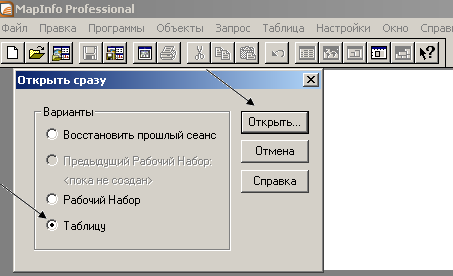 MapInfo Professional
Файл Правка Программы Объекты Запрос Таблица Настройки Окно Справка
Открыть сразу
Варианты
Восстановить прошлый сеанс
Предыдущий Рабочий Набор:
<пока не создан>
Рабочий Набор
Таблицу
Открыть...
Отмена
Справка